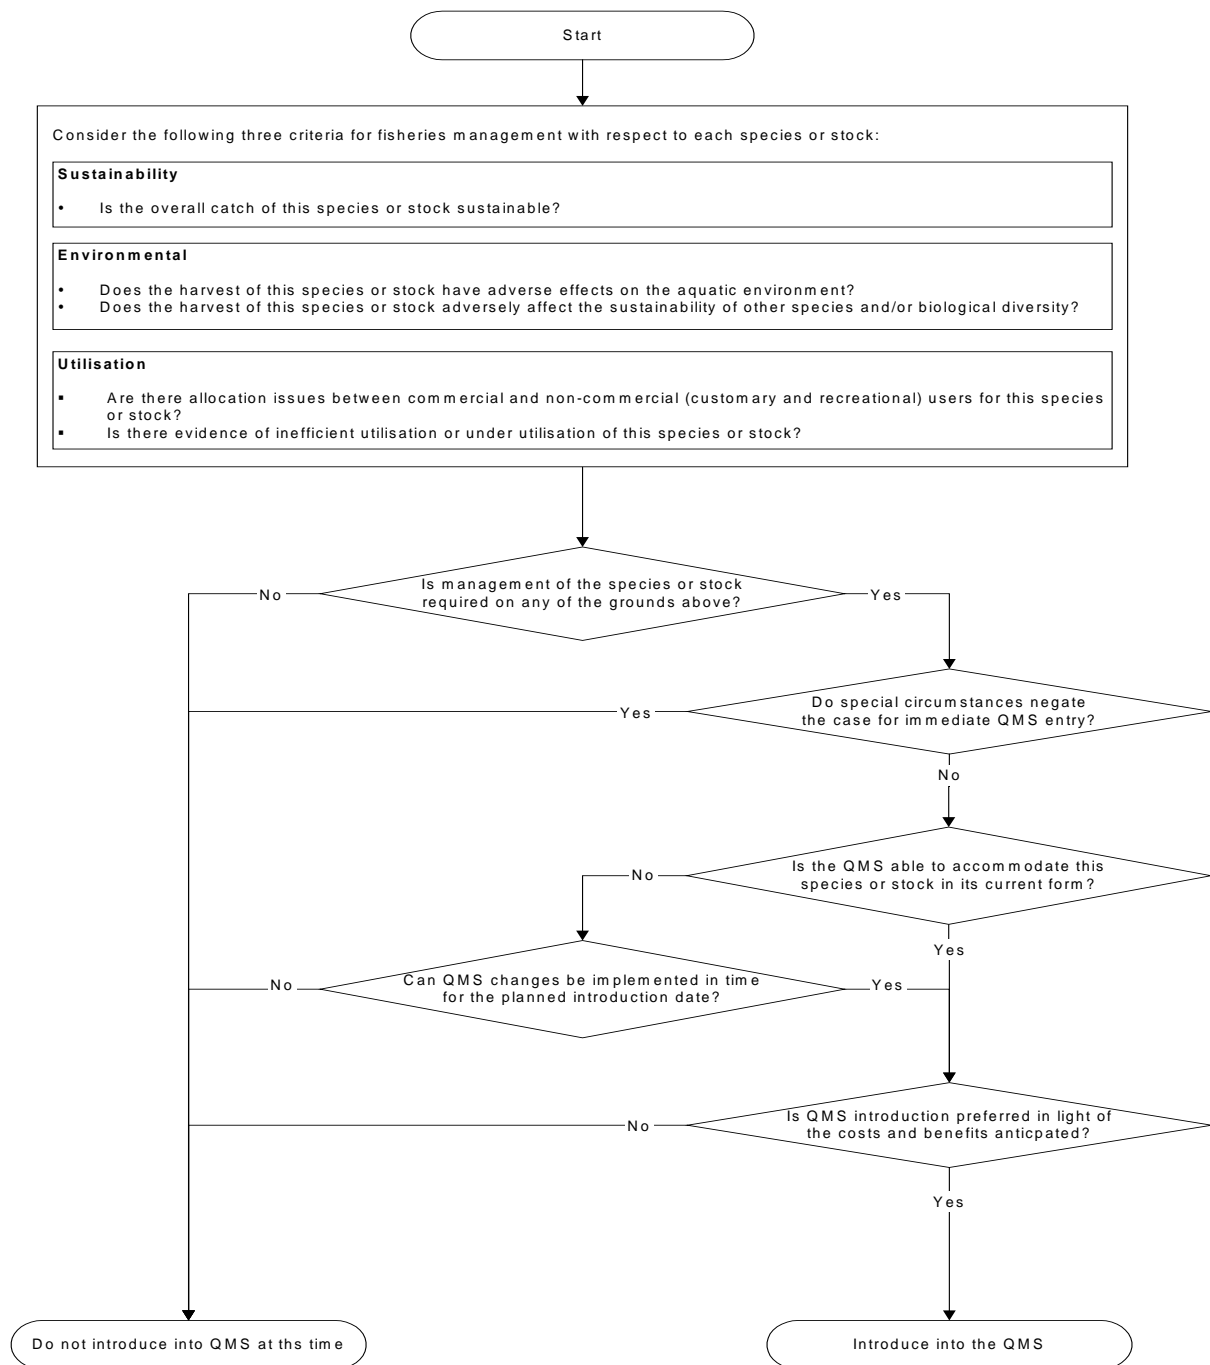 Start
Consider the following three criteria for fisheries management with respect to each species or stock:
Sustainability
• Is the overall catch of this species or stock sustainable?
Environmental
• Does the harvest of this species or stock have adverse effects on the aquatic environment?
• Does the harvest of this species or stock adversely affect the sustainability of other species and/or biological diversity?
Utilisation
▪ Are there allocation issues between commercial and non-commercial (customary and recreational) users for this species
or stock?
▪ Is there evidence of inefficient utilisation or under utilisation of this species or stock?
Is management of the species or stock
required on any of the grounds above?
No
Yes
Do special circumstances negate
the case for immediate QMS entry?
Yes
No
Is the QMS able to accommodate this
species or stock in its current form?
No
Yes
Can QMS changes be implemented in time
for the planned introduction date?
No
Yes
Is QMS introduction preferred in light of
the costs and benefits anticpated?
No
Yes
Do not introduce into QMS at ths time
Introduce into the QMS